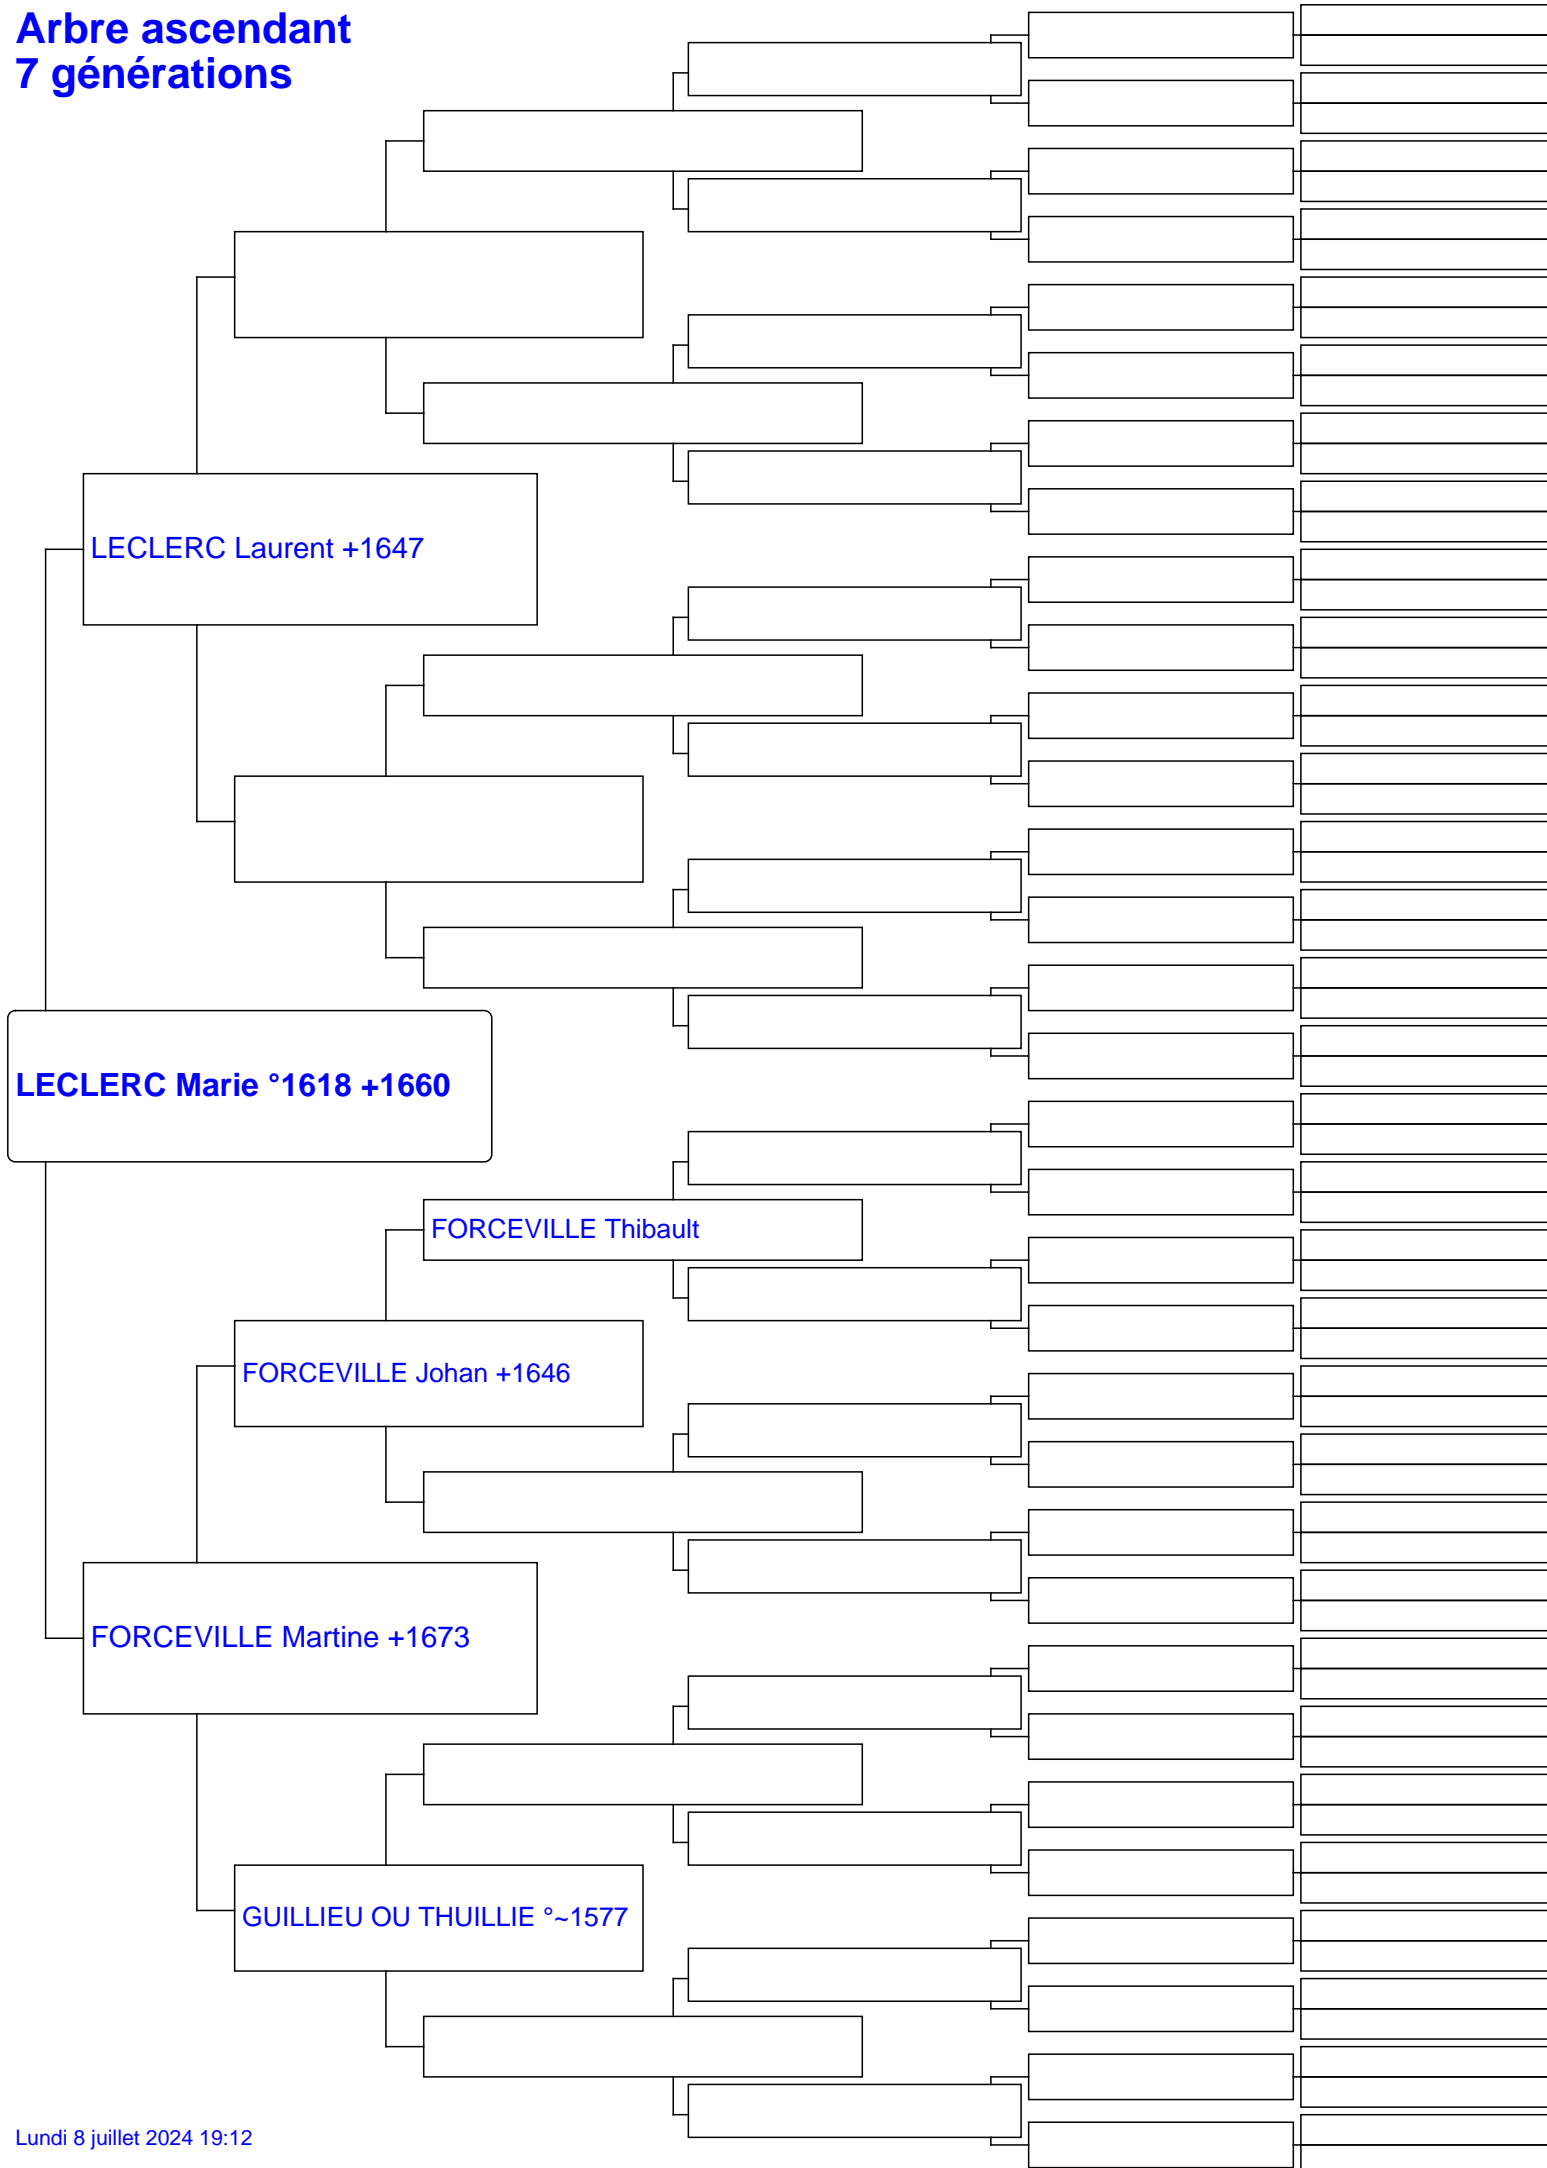 Arbre ascendant
7 générations
LECLERC Laurent +1647
LECLERC Marie °1618 +1660
FORCEVILLE Thibault
FORCEVILLE Johan +1646
FORCEVILLE Martine +1673
GUILLIEU OU THUILLIE °~1577
Lundi 8 juillet 2024 19:12